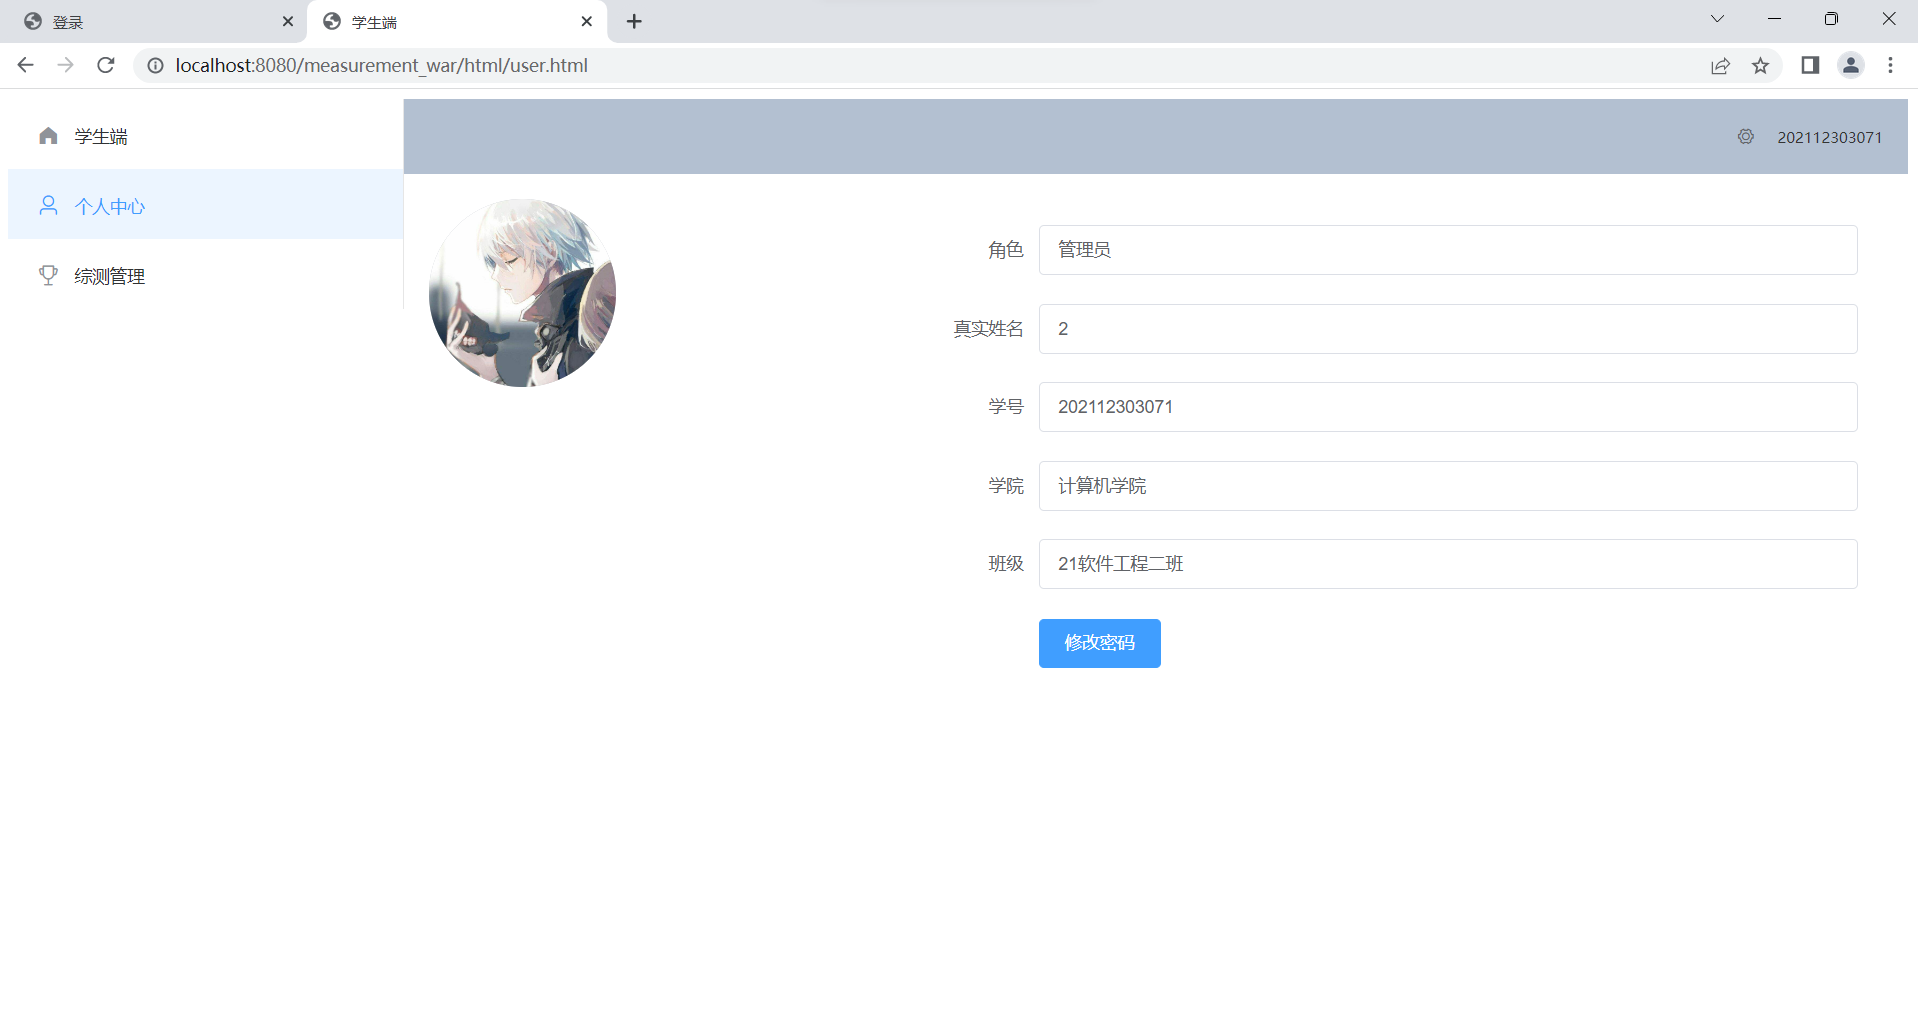 登录
学生端
localhost:8080/measurement_war/html/user.html
学生端
个人中心
综测管理
202112303071
角色 管理员
真实姓名 2
学号 202112303071
学院 计算机学院
班级 21软件工程二班
修改密码